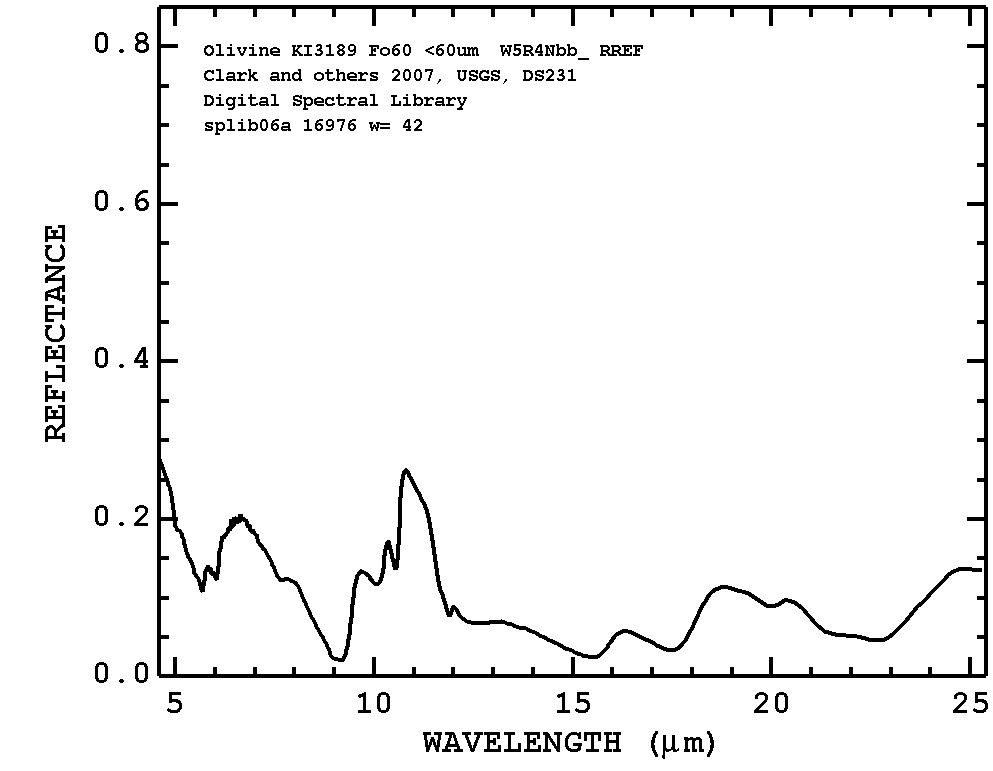 Olivine KI3189 Fo60 <60um W5R4Nbb_ RREF
Clark and others 2007, USGS, DS231
Digital Spectral Library
splib06a 16976 w= 42
0.8
0.6
0.4
0.2
0.0
REFLECTANCE
5 10 15 20 25
WAVELENGTH (μm)